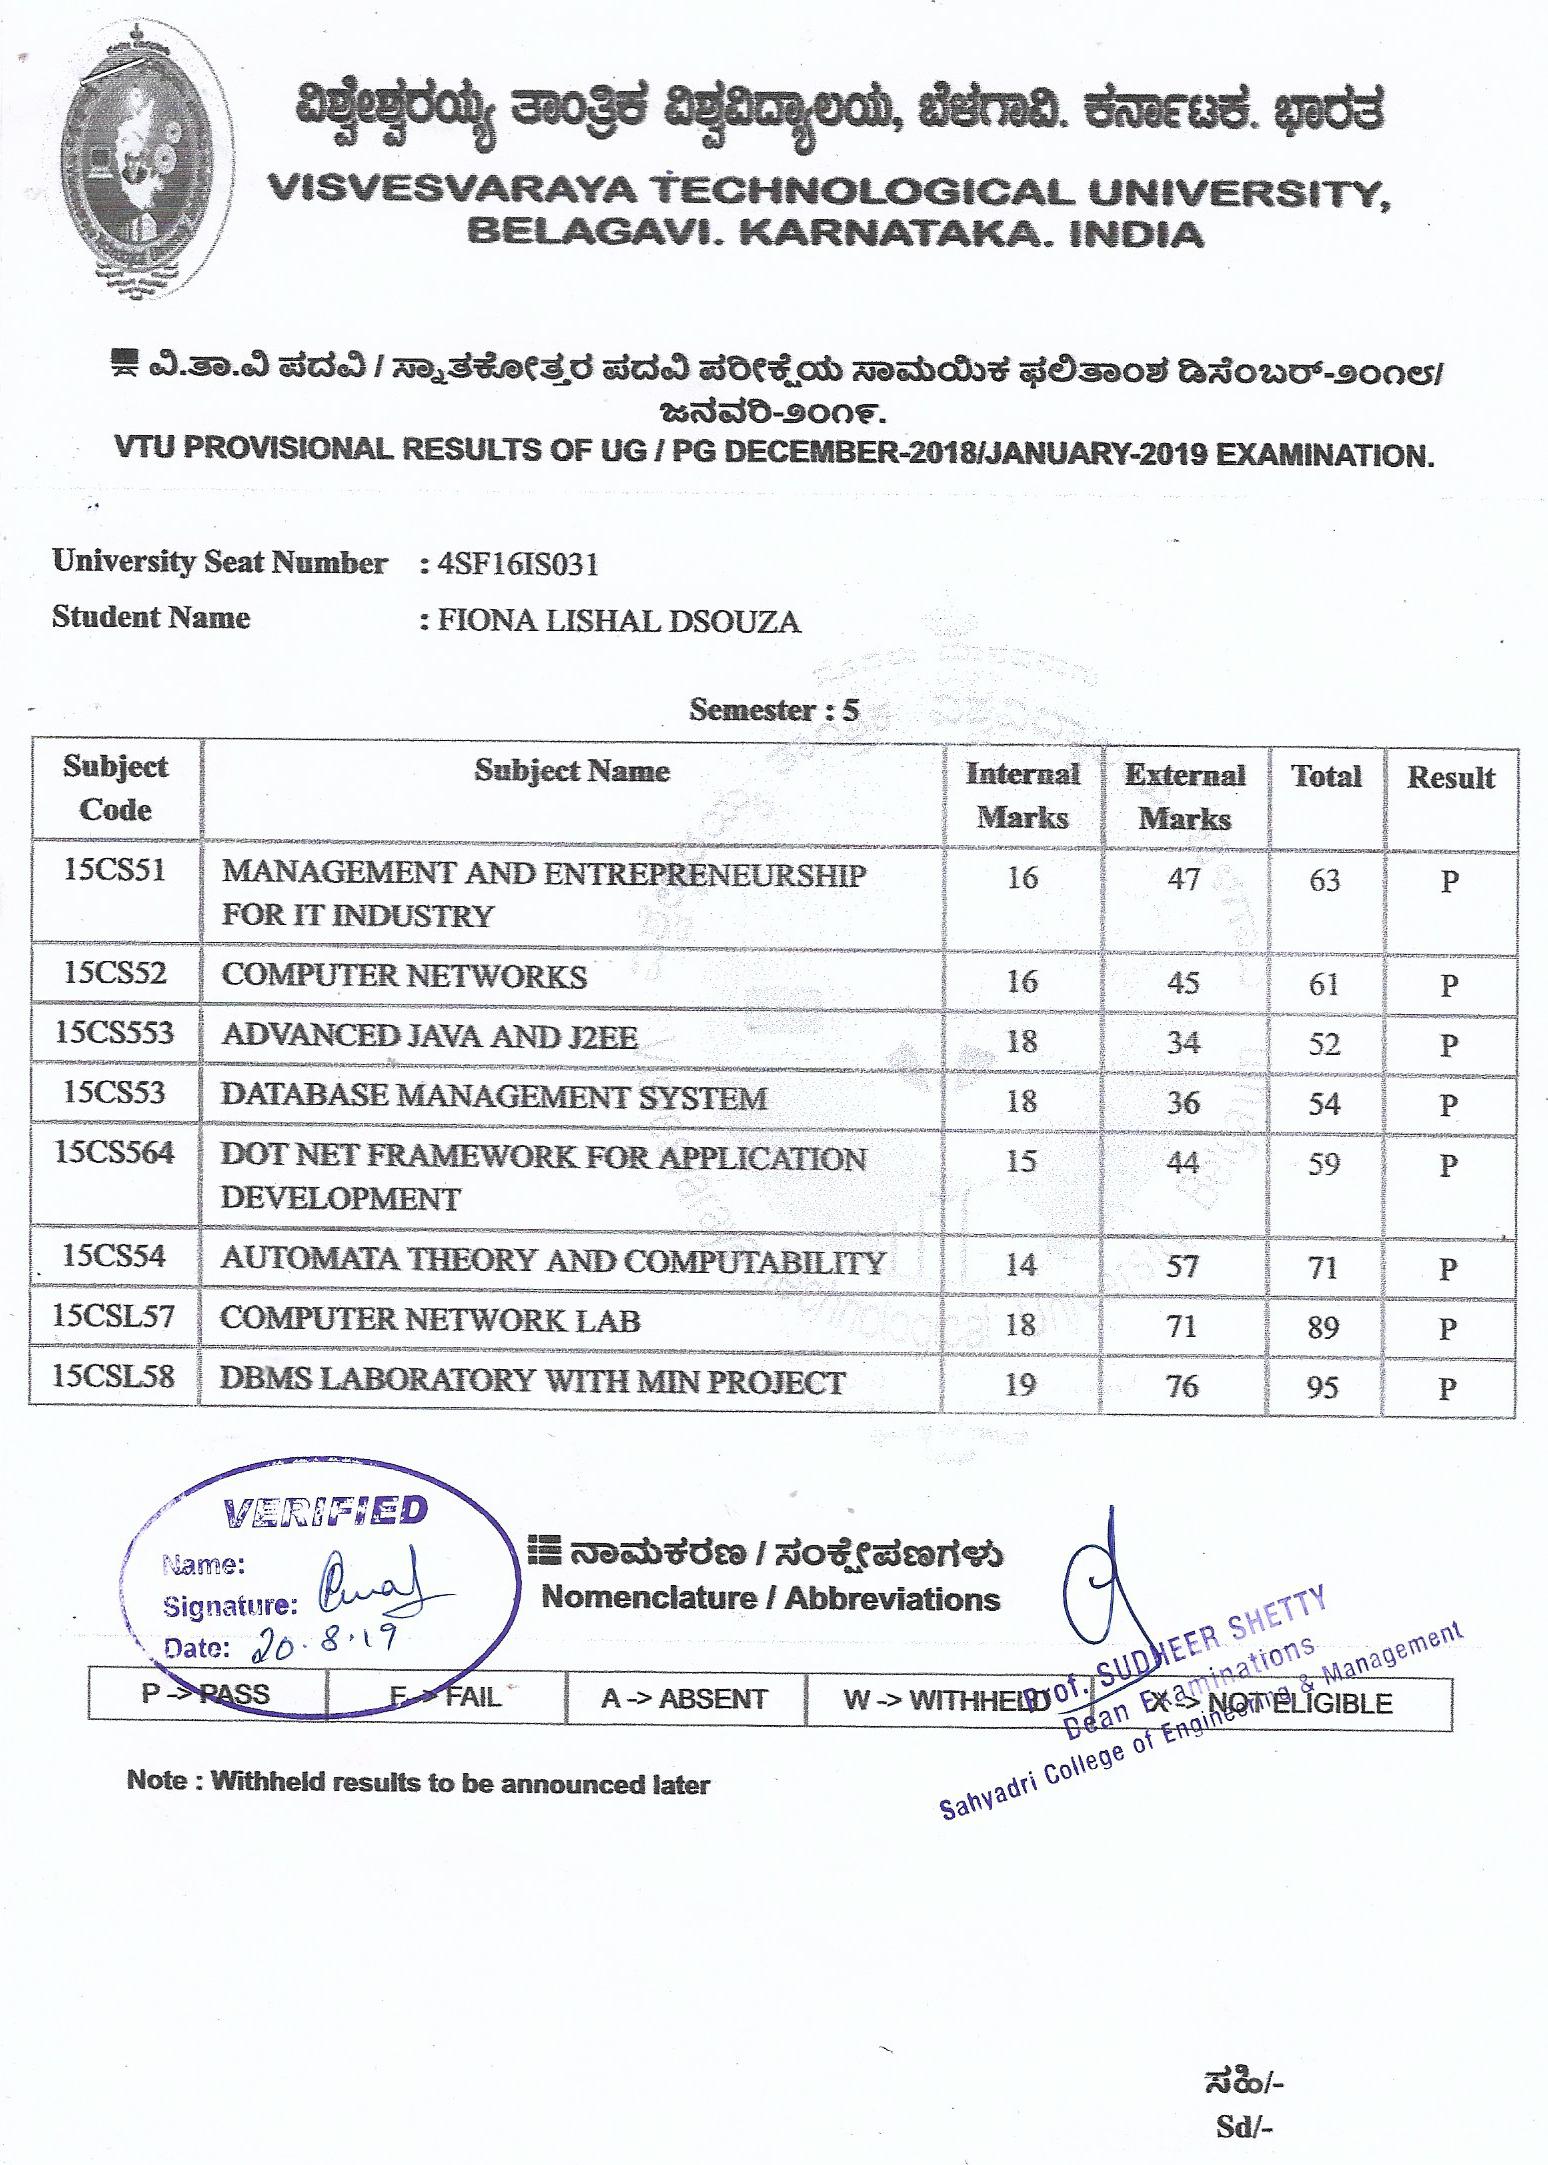 ವಿಶ್ವೇಶ್ವರಯ್ಯ ತಾಂತ್ರಿಕ ವಿಶ್ವವಿದ್ಯಾಲಯ, ಬೆಳಗಾವಿ. ಕರ್ನಾಟಕ. ಭಾರತ
VISVESVARAYA TECHNOLOGICAL UNIVERSITY,
BELAGAVI. KARNATAKA. INDIA
ವಿ.ತಾ.ವಿ ಪದವಿ / ಸ್ನಾತಕೋತ್ತರ ಪದವಿ ಪರೀಕ್ಷೆಯ ಸಾಮಯಿಕ ಫಲಿತಾಂಶ ಡಿಸೆಂಬರ್-೨೦೧೮/
ಜನವರಿ-೨೦೧೯.
VTU PROVISIONAL RESULTS OF UG / PG DECEMBER-2018/JANUARY-2019 EXAMINATION.
University Seat Number : 4SF16IS031
Student Name : FIONA LISHAL DSOUZA
Semester : 5
Subject Code Subject Name Internal Marks External Marks Total Result
15CS51 MANAGEMENT AND ENTREPRENEURSHIP FOR IT INDUSTRY 16 47 63 P
15CS52 COMPUTER NETWORKS 16 45 61 P
15CS553 ADVANCED JAVA AND J2EE 18 34 52 P
15CS53 DATABASE MANAGEMENT SYSTEM 18 36 54 P
15CS564 DOT NET FRAMEWORK FOR APPLICATION DEVELOPMENT 15 44 59 P
15CS54 AUTOMATA THEORY AND COMPUTABILITY 14 57 71 P
15CSL57 COMPUTER NETWORK LAB 18 71 89 P
15CSL58 DBMS LABORATORY WITH MIN PROJECT 19 76 95 P
VERIFIED
Name:
Signature:
Date: 20.8.19
ನಾಮಕರಣ / ಸಂಕ್ಷೇಪಣಗಳು
Nomenclature / Abbreviations
Prof. SUDHEER SHETTY
Dean Examinations
Sahyadri College of Engineering & Management
P -> PASS F -> FAIL A -> ABSENT W -> WITHHELD X -> NOT ELIGIBLE
Note : Withheld results to be announced later
ಸಹಿ/-
Sd/-